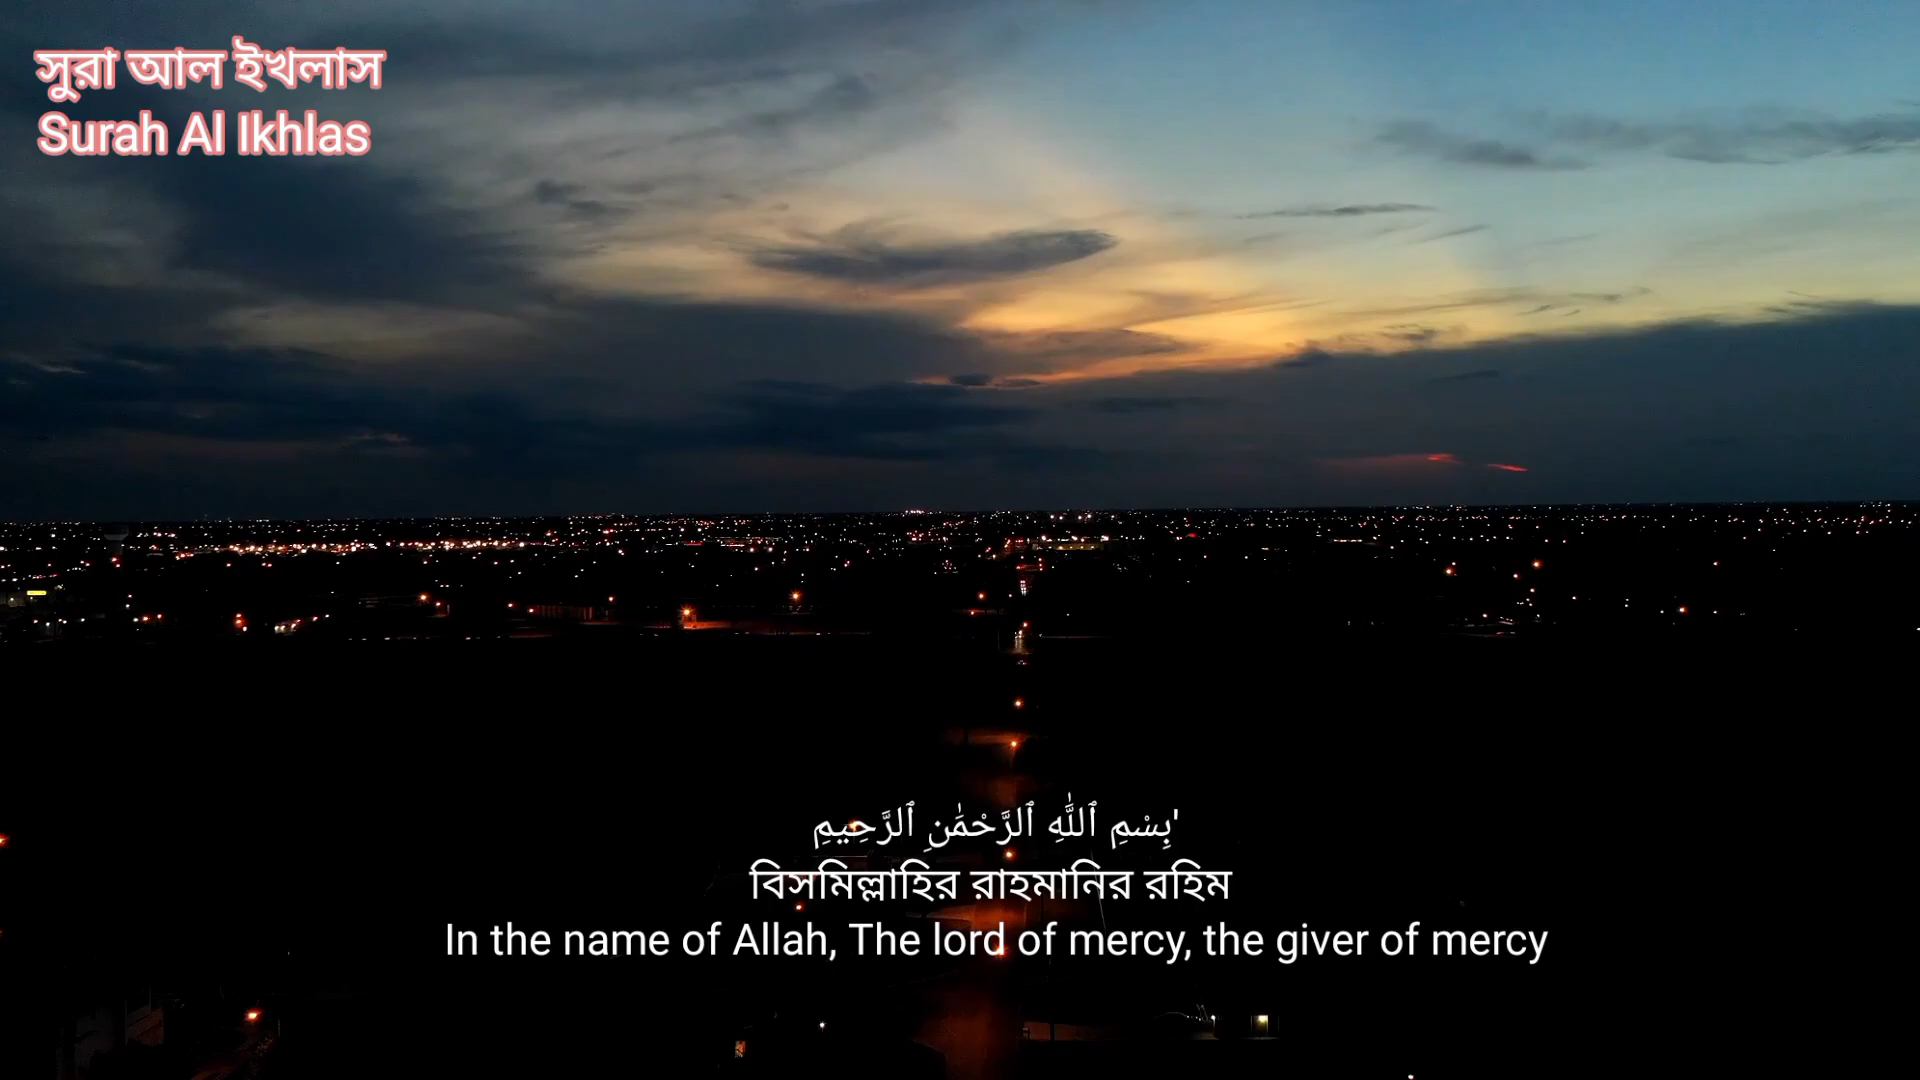 সুরা আল ইখলাস
Surah Al Ikhlas
'بِسْمِ ٱللَّٰهِ ٱلرَّحْمَٰنِ ٱلرَّحِيمِ
বিসমিল্লাহির রাহমানির রহিম
In the name of Allah, The lord of mercy, the giver of mercy